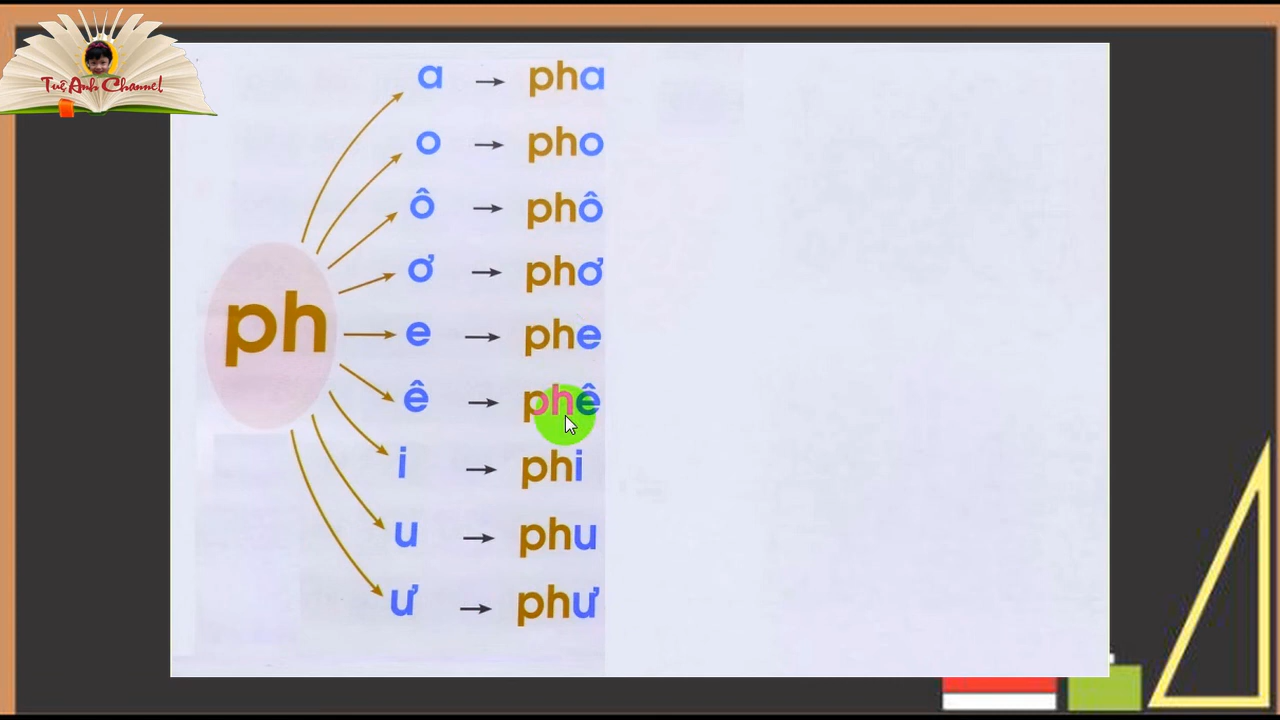 Tuệ Anh Channel
a → pha
o → pho
ô → phô
ơ → phơ
e → phe
ph
ê → phê
i → phi
u → phu
ư → phư